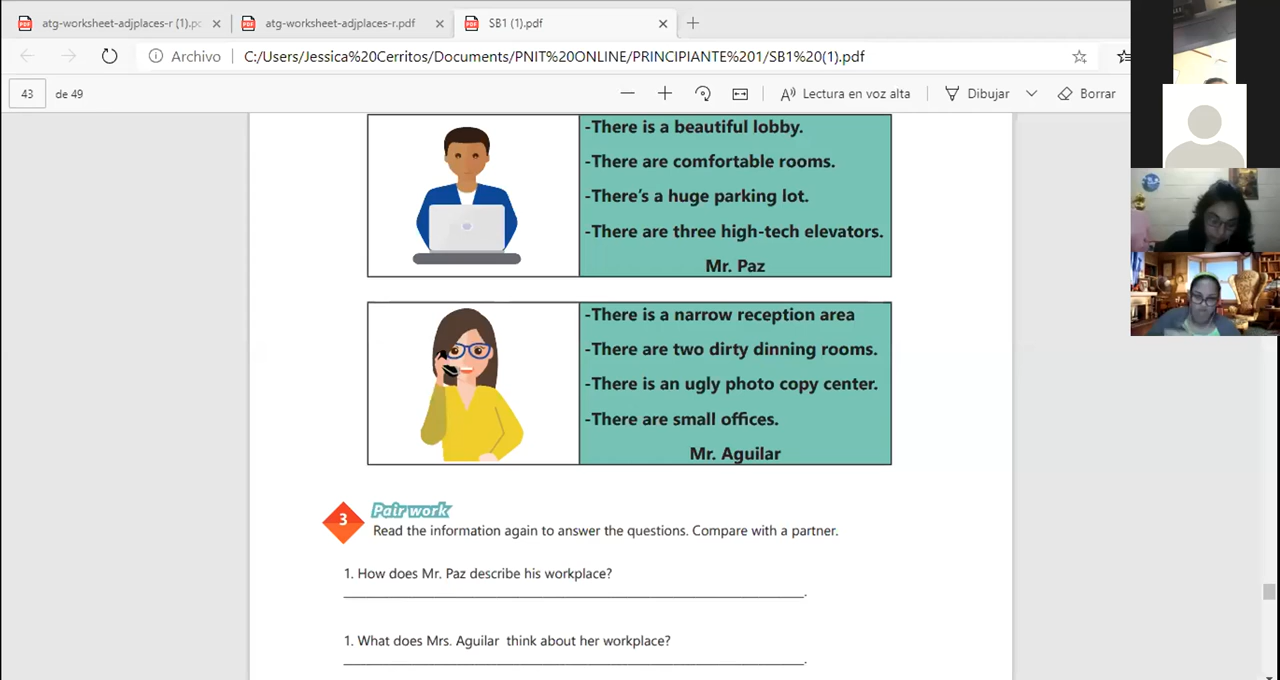 atg-worksheet-adjplaces-r (1).pc
atg-worksheet-adjplaces-r.pdf
SB1 (1).pdf
Archivo
C:/Users/Jessica%20Cerritos/Documents/PNIT%20ONLINE/PRINCIPIANTE%201/SB1%20(1).pdf
43 de 49
Lectura en voz alta
Dibujar
Borrar
-There is a beautiful lobby.
-There are comfortable rooms.
-There's a huge parking lot.
-There are three high-tech elevators.
Mr. Paz
-There is a narrow reception area
-There are two dirty dinning rooms.
-There is an ugly photo copy center.
-There are small offices.
Mr. Aguilar
3 Pair work
Read the information again to answer the questions. Compare with a partner.
1. How does Mr. Paz describe his workplace?
1. What does Mrs. Aguilar think about her workplace?